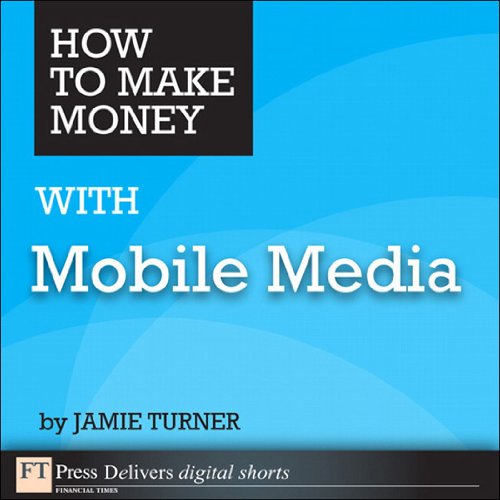 HOW
TO MAKE
MONEY
WITH
Mobile Media
by JAMIE TURNER
FT Press Delivers digital shorts
FINANCIAL TIMES